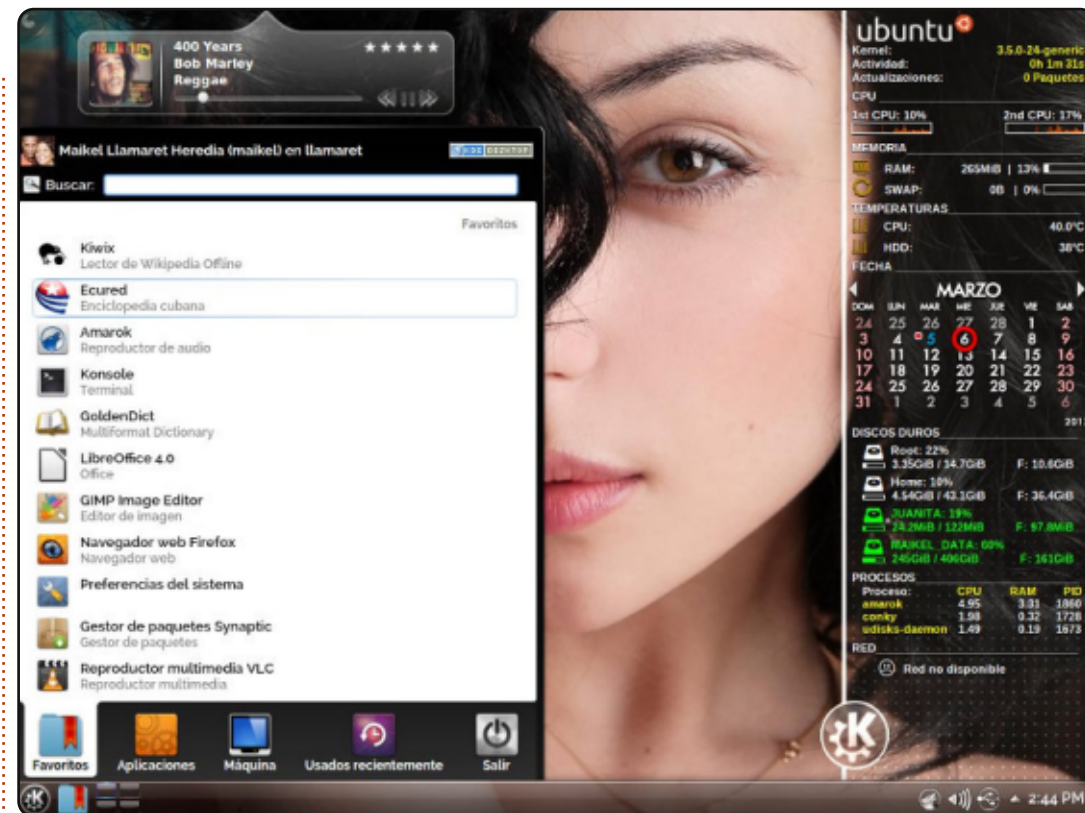 400 Years
Bob Marley
Reggae
Maikel Llamaret Heredia (maikel) en llamaret
KDE DESKTOP
Buscar:
Favoritos
Kiwix
Lector de Wikipedia Offline
Ecured
Enciclopedia cubana
Amarok
Reproductor de audio
Konsole
Terminal
GoldenDict
Multiformat Dictionary
LibreOffice 4.0
Office
GIMP Image Editor
Editor de imagen
Navegador web Firefox
Navegador web
Preferencias del sistema
Gestor de paquetes Synaptic
Gestor de paquetes
Reproductor multimedia VLC
Reproductor multimedia
Favoritos Aplicaciones Máquina Usados recientemente Salir
ubuntu
Kernel: 3.5.0-24-generic
Actividad: 0h 1m 31s
Actualizaciones: 0 Paquetes
CPU
1st CPU: 10% 2nd CPU: 17%
MEMORIA
RAM: 265MiB | 13%
SWAP: 0B | 0%
TEMPERATURAS
CPU: 40.0°C
HDD: 38°C
FECHA
MARZO
DOM LUN MAR MIE JUE VIE SAB
24 25 26 27 28 1 2
3 4 5 6 7 8 9
10 11 12 13 14 15 16
17 18 19 20 21 22 23
24 25 26 27 28 29 30
31 1 2 3 4 5 6
DISCOS DUROS
Root: 22%
3.35GiB / 14.7GiB F: 10.6GiB
Home: 10%
4.54GiB / 43.1GiB F: 36.4GiB
JUANITA: 19%
24.2MiB / 122MiB F: 97.8MiB
MAIKEL_DATA: 60%
245GiB / 406GiB F: 161GiB
PROCESOS
Proceso: CPU RAM PID
amarok 4.95 3.31 1860
conky 1.98 0.32 1728
udisks-daemon 1.49 0.19 1673
RED
Red no disponible
2:44 PM